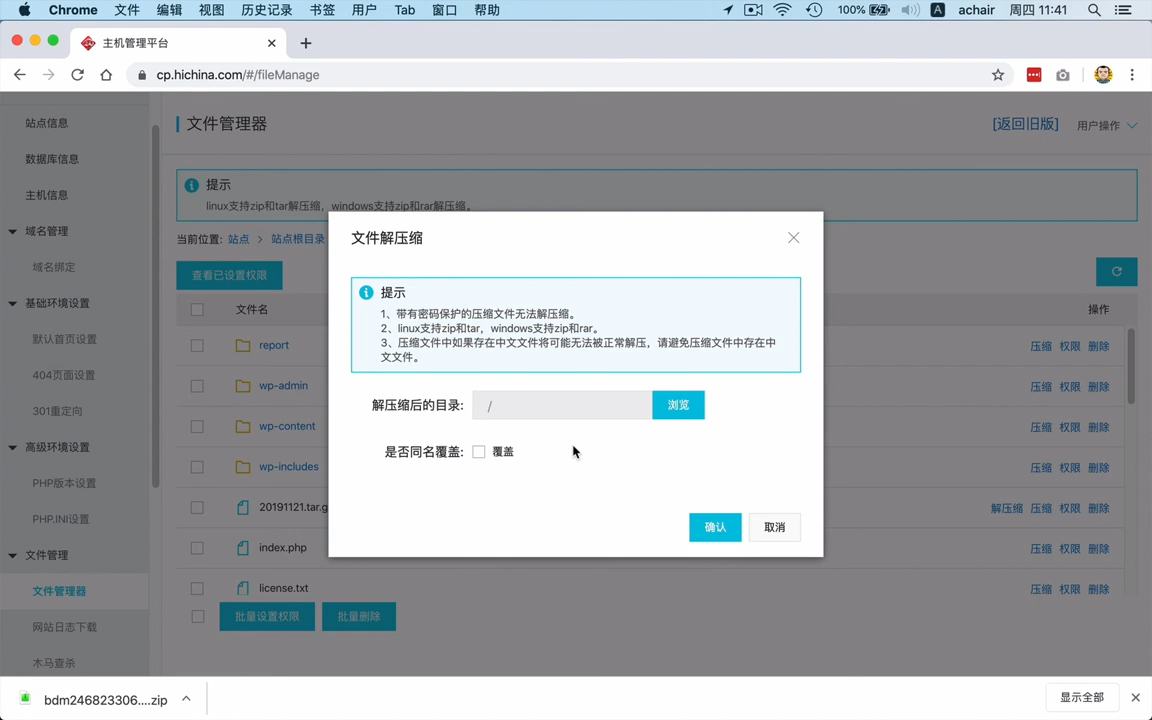 Chrome 文件 编辑 视图 历史记录 书签 用户 Tab 窗口 帮助 100% A achair 周四 11:41
主机管理平台
cp.hichina.com/#/fileManage
站点信息
数据库信息
主机信息
域名管理
域名绑定
基础环境设置
默认首页设置
404页面设置
301重定向
高级环境设置
PHP版本设置
PHP.INI设置
文件管理
文件管理器
网站日志下载
木马查杀
文件管理器
[返回旧版] 用户操作
提示
linux支持zip和tar解压缩，windows支持zip和rar解压缩。
当前位置: 站点 > 站点根目录
查看已设置权限
文件名 操作
report 压缩 权限 删除
wp-admin 压缩 权限 删除
wp-content 压缩 权限 删除
wp-includes 压缩 权限 删除
20191121.tar.g 解压缩 压缩 权限 删除
index.php 压缩 权限 删除
license.txt 压缩 权限 删除
批量设置权限 批量删除
文件解压缩
提示
1、带有密码保护的压缩文件无法解压缩。
2、linux支持zip和tar，windows支持zip和rar。
3、压缩文件中如果存在中文文件将可能无法被正常解压，请避免压缩文件中存在中
文文件。
解压缩后的目录: / 浏览
是否同名覆盖: 覆盖
确认 取消
bdm246823306....zip 显示全部